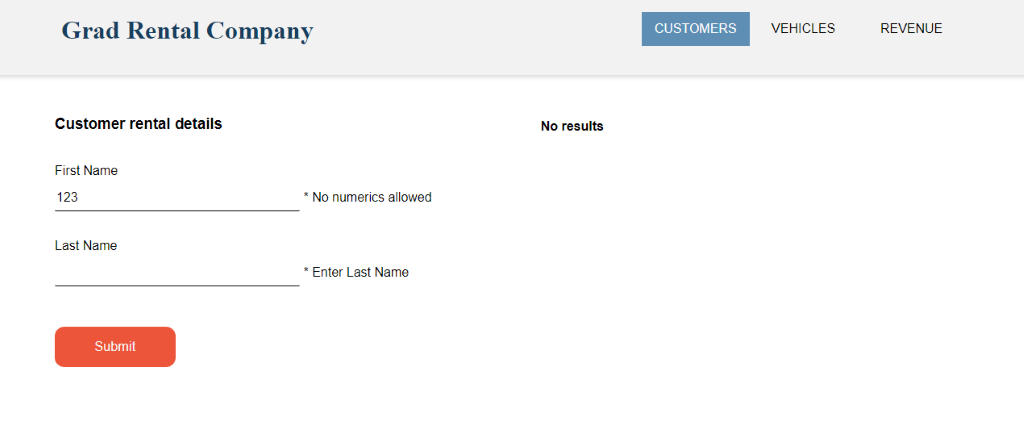 Grad Rental Company
CUSTOMERS VEHICLES REVENUE
Customer rental details
No results
First Name
123 * No numerics allowed
Last Name
* Enter Last Name
Submit